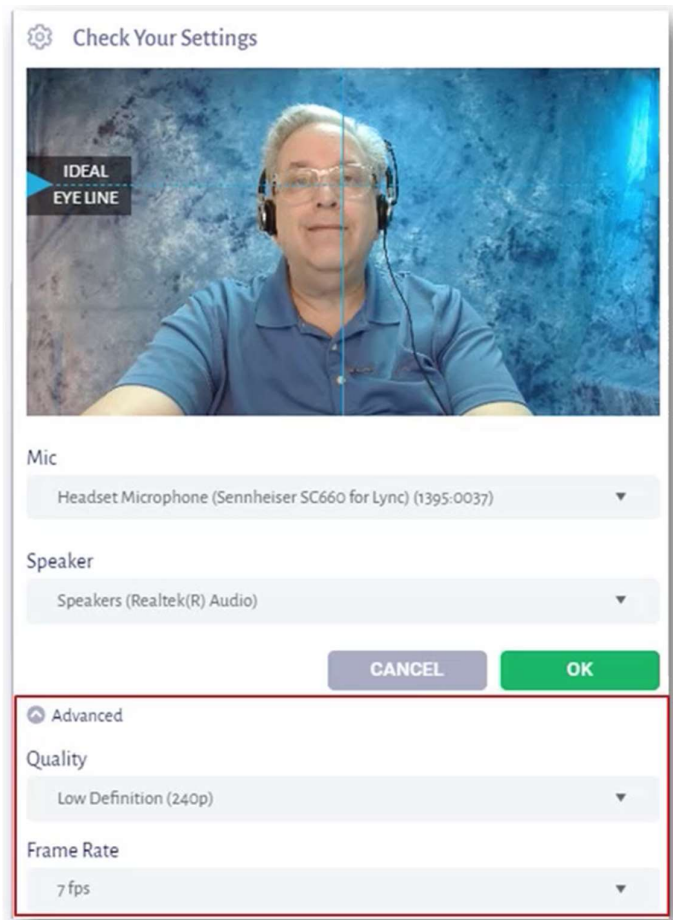 Check Your Settings
IDEAL
EYE LINE
Mic
Headset Microphone (Sennheiser SC660 for Lync) (1395:0037)
Speaker
Speakers (Realtek(R) Audio)
CANCEL
OK
Advanced
Quality
Low Definition (240p)
Frame Rate
7 fps